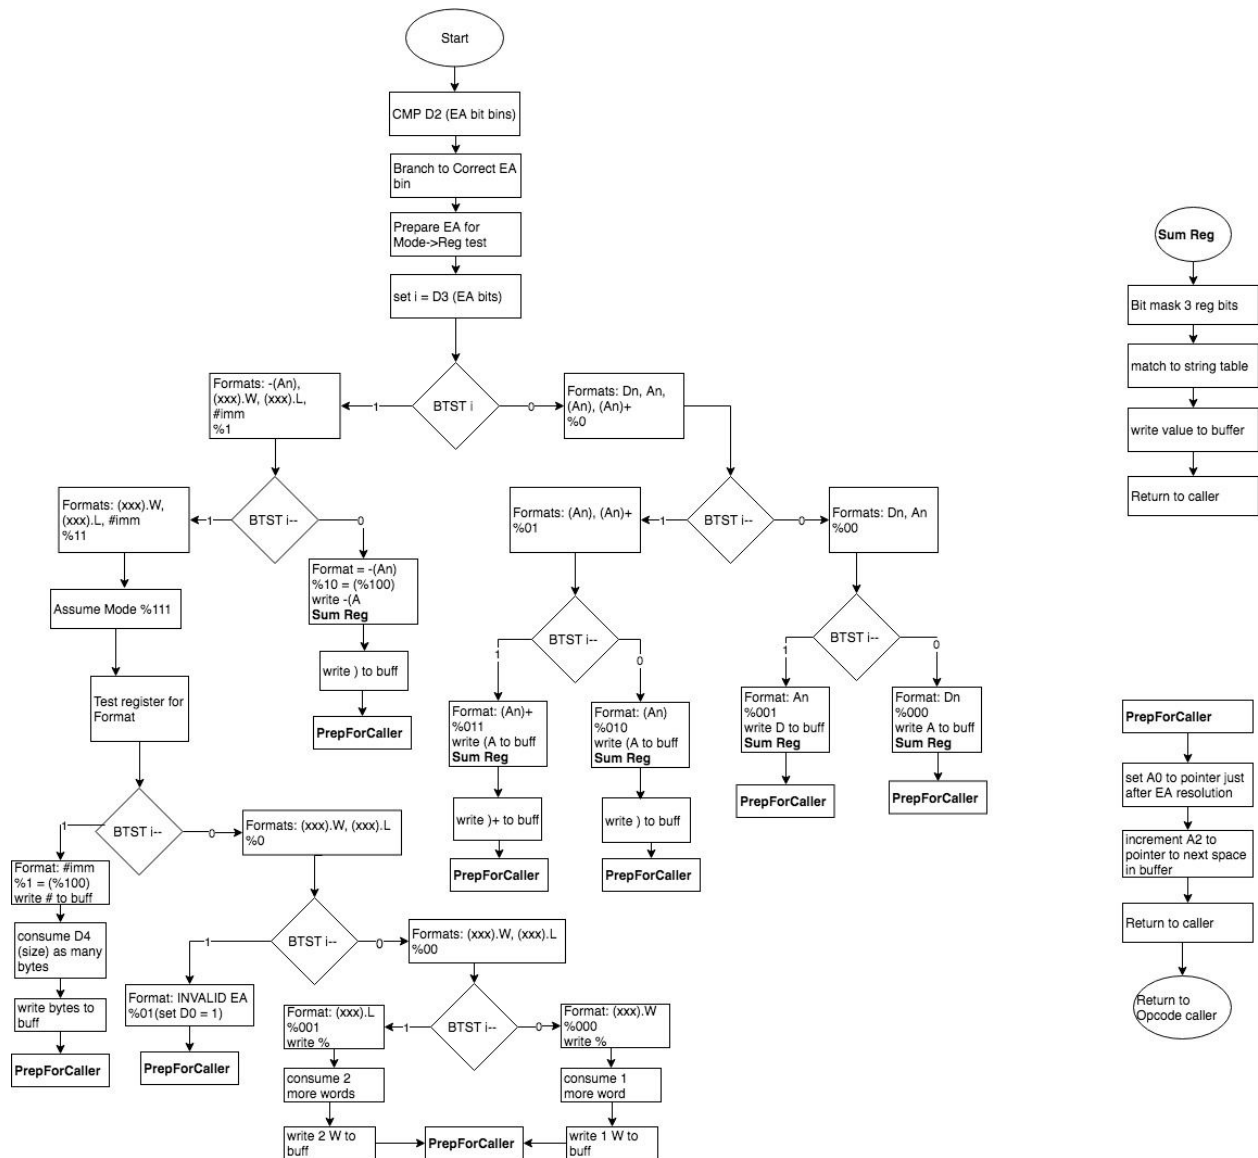 Start
CMP D2 (EA bit bins)
Branch to Correct EA
bin
Prepare EA for
Mode->Reg test
set i = D3 (EA bits)
BTST i
1
0
Formats: -(An),
(xxx).W, (xxx).L,
#imm
%1
Formats: Dn, An,
(An), (An)+
%0
BTST i--
1
0
Formats: (xxx).W,
(xxx).L, #imm
%11
Format = -(An)
%10 = (%100)
write -(A
Sum Reg
write ) to buff
PrepForCaller
Assume Mode %111
Test register for
Format
BTST i--
1
0
Formats: (An), (An)+
%01
Formats: Dn, An
%00
BTST i--
1
0
Format: (An)+
%011
write (A to buff
Sum Reg
write )+ to buff
PrepForCaller
Format: (An)
%010
write (A to buff
Sum Reg
write ) to buff
PrepForCaller
BTST i--
1
0
Format: An
%001
write D to buff
Sum Reg
PrepForCaller
Format: Dn
%000
write A to buff
Sum Reg
PrepForCaller
BTST i--
1
0
Format: #imm
%1 = (%100)
write # to buff
consume D4
(size) as many
bytes
write bytes to
buff
PrepForCaller
Formats: (xxx).W, (xxx).L
%0
BTST i--
1
0
Format: INVALID EA
%01(set D0 = 1)
PrepForCaller
Formats: (xxx).W, (xxx).L
%00
BTST i--
1
0
Format: (xxx).L
%001
write %
consume 2
more words
write 2 W to
buff
Format: (xxx).W
%000
write %
consume 1
more word
write 1 W to
buff
PrepForCaller
Sum Reg
Bit mask 3 reg bits
match to string table
write value to buffer
Return to caller
PrepForCaller
set A0 to pointer just
after EA resolution
increment A2 to
pointer to next space
in buffer
Return to caller
Return to
Opcode caller